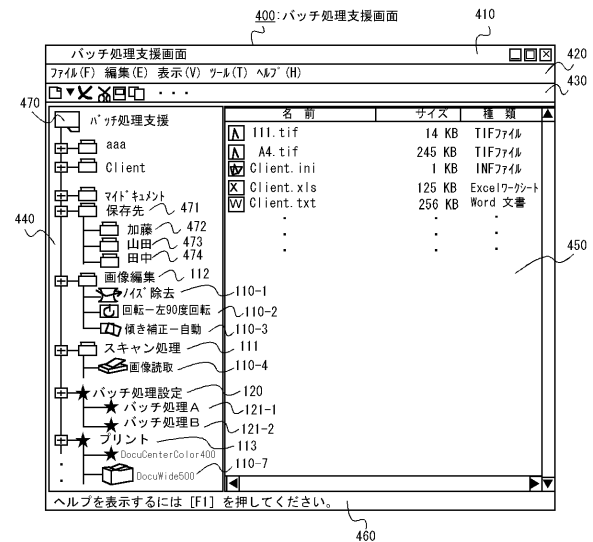 400:バッチ処理支援画面
410
バッチ処理支援画面
420
ファイル(F) 編集(E) 表示(V) ツール(T) ヘルプ(H)
430
・・・
470
バッチ処理支援
名 前 サイズ 種 類
aaa
111.tif 14 KB TIFファイル
A4.tif 245 KB TIFファイル
Client
Client.ini 1 KB INFファイル
マイドキュメント
Client.xls 125 KB Excelワークシート
保存先 471
Client.txt 256 KB Word 文書
440
加藤 472
山田 473
田中 474
450
画像編集 112
ノイズ除去 110-1
回転ー左90度回転 110-2
傾き補正ー自動 110-3
スキャン処理 111
画像読取 110-4
バッチ処理設定 120
バッチ処理A 121-1
バッチ処理B 121-2
プリント 113
DocuCenterColor400
DocuWide500 110-7
ヘルプを表示するには [F1] を押してください。
460